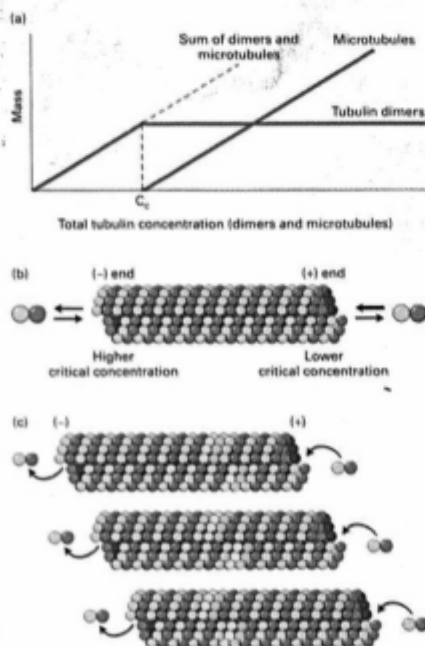 (a)
Sum of dimers and
microtubules
Microtubules
Tubulin dimers
Mass
Cc
Total tubulin concentration (dimers and microtubules)
(b)
(−) end
(+) end
Higher
critical concentration
Lower
critical concentration
(c)
(−)
(+)